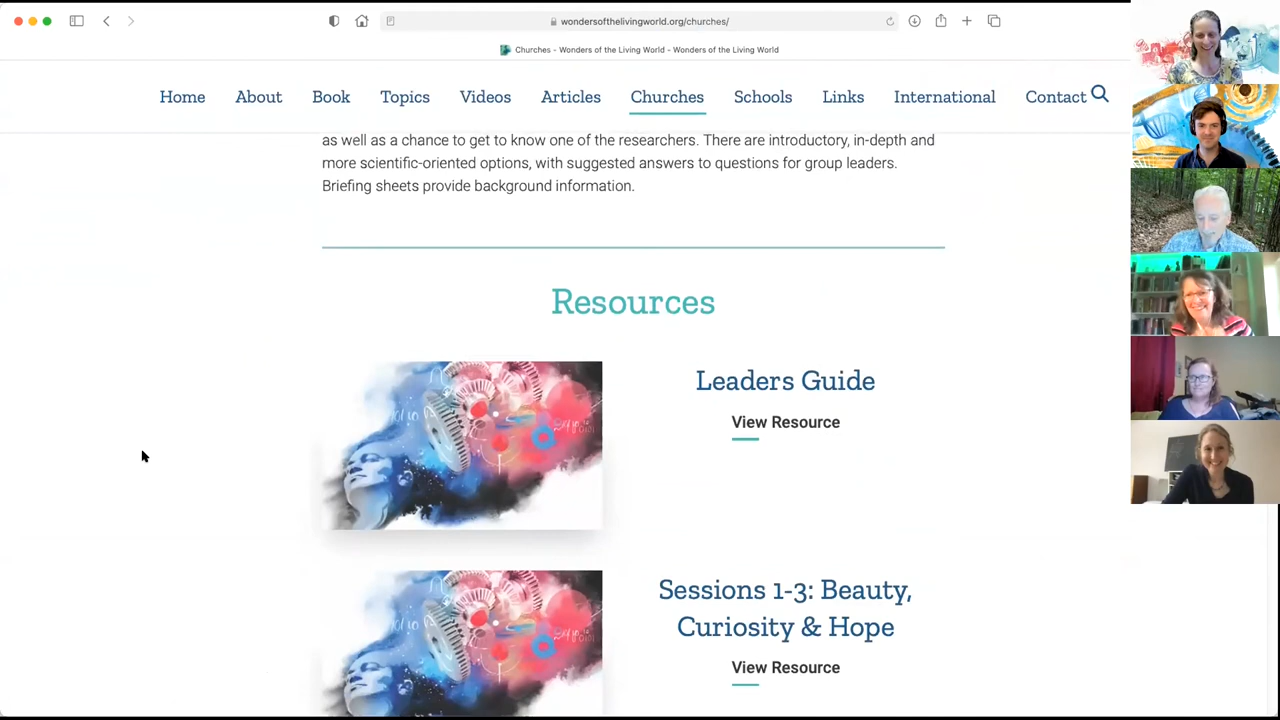 wondersofthelivingworld.org/churches/
Churches - Wonders of the Living World - Wonders of the Living World
Home About Book Topics Videos Articles Churches Schools Links International Contact
as well as a chance to get to know one of the researchers. There are introductory, in-depth and
more scientific-oriented options, with suggested answers to questions for group leaders.
Briefing sheets provide background information.
Resources
Leaders Guide
View Resource
Sessions 1-3: Beauty,
Curiosity & Hope
View Resource